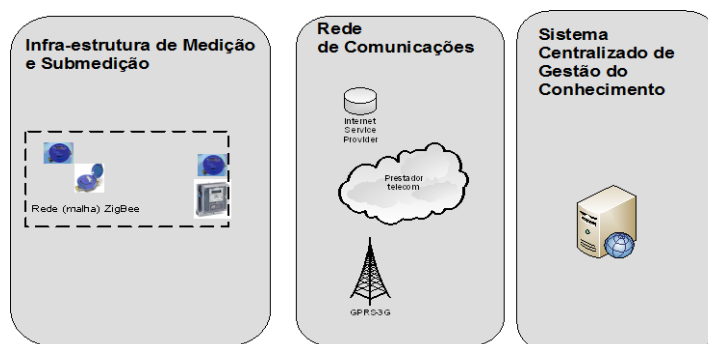 Infra-estrutura de Medição
e Submedição
Rede (malha) ZigBee
Rede
de Comunicações
Internet
Service
Provider
Prestador
telecom
GPRS-3G
Sistema
Centralizado de
Gestão do
Conhecimento